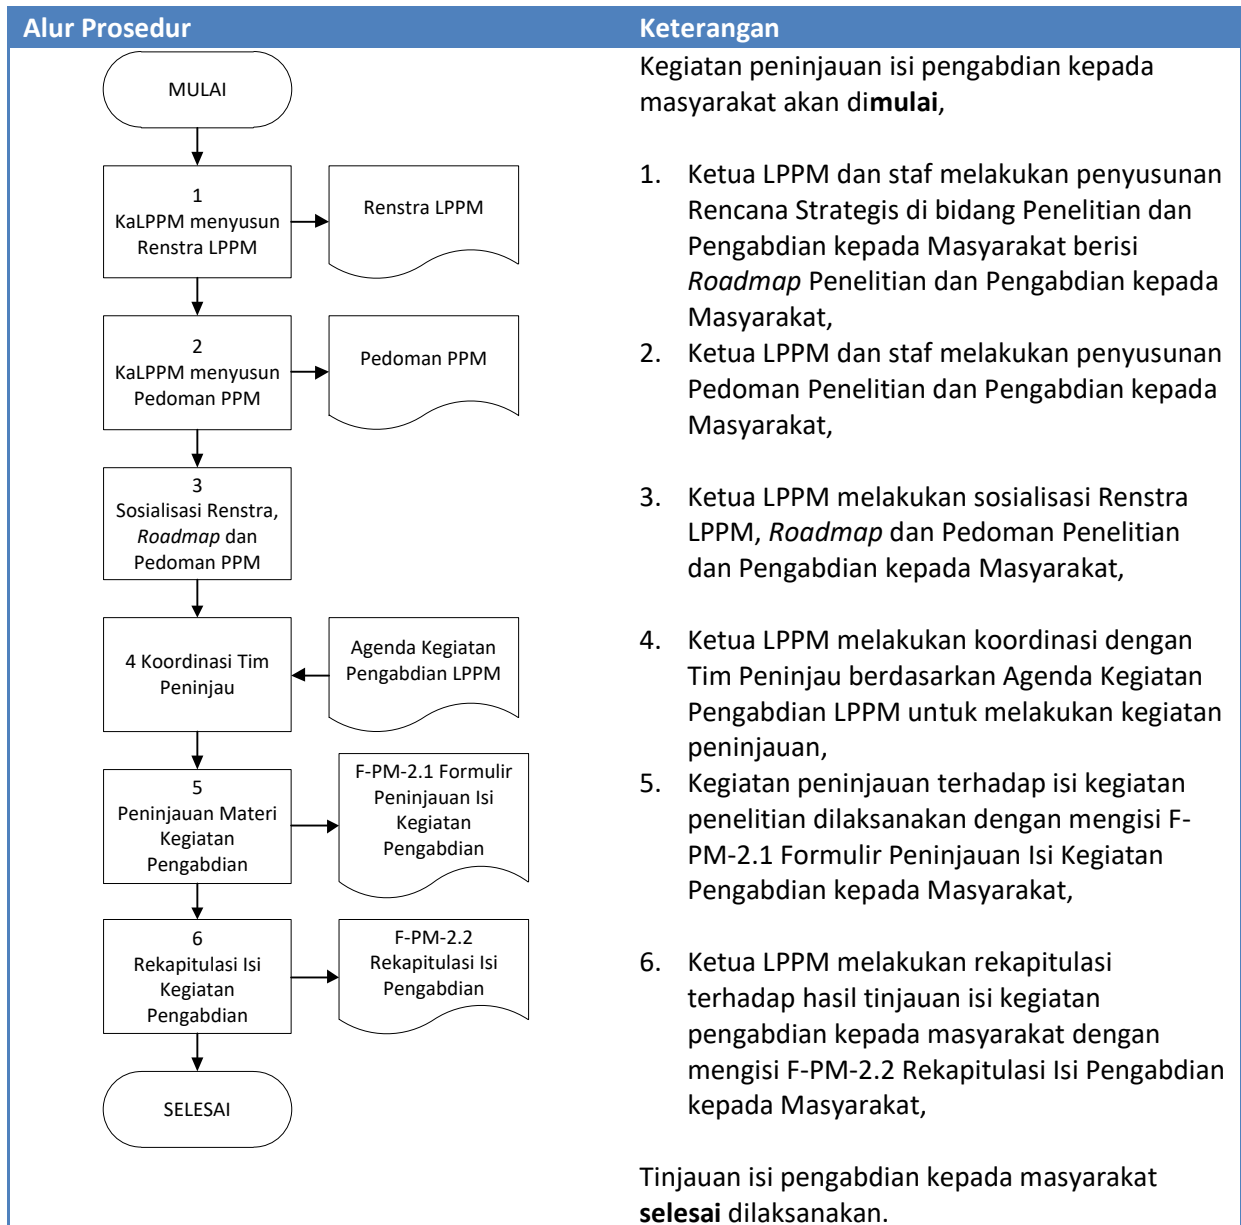 Alur Prosedur
Keterangan
MULAI
1
KaLPPM menyusun
Renstra LPPM
Renstra LPPM
2
KaLPPM menyusun
Pedoman PPM
Pedoman PPM
3
Sosialisasi Renstra,
Roadmap dan
Pedoman PPM
4 Koordinasi Tim
Peninjau
Agenda Kegiatan
Pengabdian LPPM
5
Peninjauan Materi
Kegiatan
Pengabdian
F-PM-2.1 Formulir
Peninjauan Isi
Kegiatan
Pengabdian
6
Rekapitulasi Isi
Kegiatan
Pengabdian
F-PM-2.2
Rekapitulasi Isi
Pengabdian
SELESAI
Kegiatan peninjauan isi pengabdian kepada
masyarakat akan dimulai,
1. Ketua LPPM dan staf melakukan penyusunan
Rencana Strategis di bidang Penelitian dan
Pengabdian kepada Masyarakat berisi
Roadmap Penelitian dan Pengabdian kepada
Masyarakat,
2. Ketua LPPM dan staf melakukan penyusunan
Pedoman Penelitian dan Pengabdian kepada
Masyarakat,
3. Ketua LPPM melakukan sosialisasi Renstra
LPPM, Roadmap dan Pedoman Penelitian
dan Pengabdian kepada Masyarakat,
4. Ketua LPPM melakukan koordinasi dengan
Tim Peninjau berdasarkan Agenda Kegiatan
Pengabdian LPPM untuk melakukan kegiatan
peninjauan,
5. Kegiatan peninjauan terhadap isi kegiatan
penelitian dilaksanakan dengan mengisi F-
PM-2.1 Formulir Peninjauan Isi Kegiatan
Pengabdian kepada Masyarakat,
6. Ketua LPPM melakukan rekapitulasi
terhadap hasil tinjauan isi kegiatan
pengabdian kepada masyarakat dengan
mengisi F-PM-2.2 Rekapitulasi Isi Pengabdian
kepada Masyarakat,
Tinjauan isi pengabdian kepada masyarakat
selesai dilaksanakan.